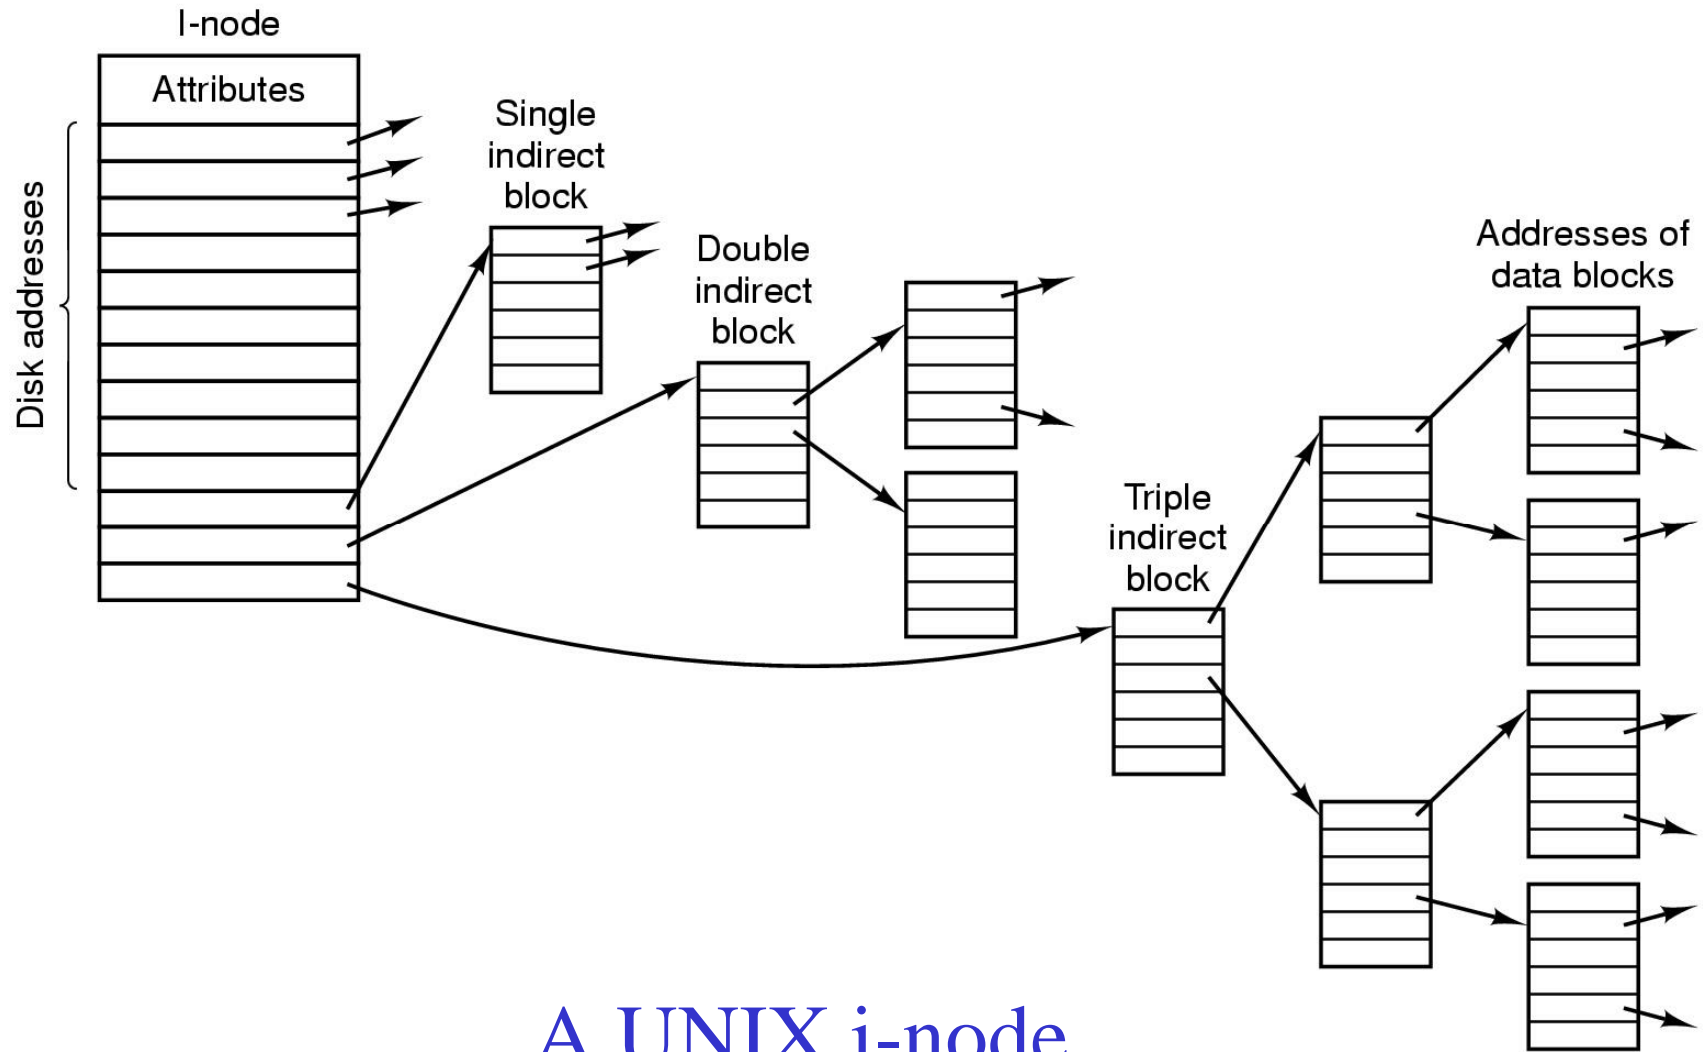 I-node
Attributes
Disk addresses
Single
indirect
block
Double
indirect
block
Triple
indirect
block
Addresses of
data blocks
A UNIX i-node